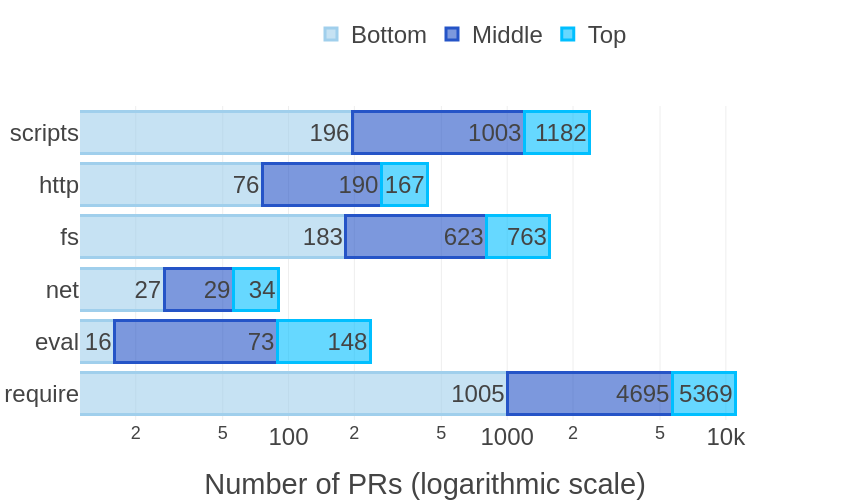 Bottom Middle Top
scripts 196 1003 1182
http 76 190 167
fs 183 623 763
net 27 29 34
eval 16 73 148
require 1005 4695 5369
2 5 100 2 5 1000 2 5 10k
Number of PRs (logarithmic scale)